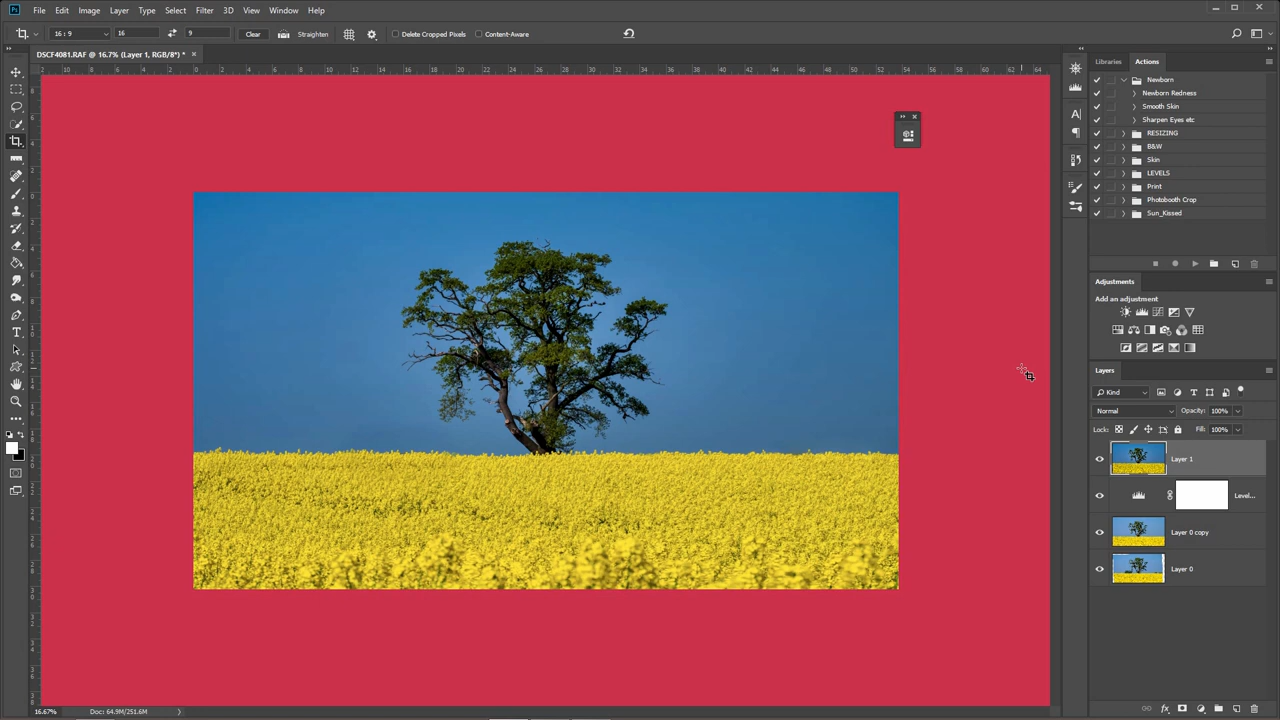 Ps File Edit Image Layer Type Select Filter 3D View Window Help
16 : 9 16 9 Clear Straighten Delete Cropped Pixels Content-Aware
DSCF4081.RAF @ 16.7% (Layer 1, RGB/8*) * ×
Libraries Actions
Newborn
Newborn Redness
Smooth Skin
Sharpen Eyes etc
RESIZING
B&W
Skin
LEVELS
Print
Photobooth Crop
Sun_Kissed
Adjustments
Add an adjustment
Layers
Kind
Normal Opacity: 100%
Lock: Fill: 100%
Layer 1
Level...
Layer 0 copy
Layer 0
16.67% Doc: 64.9M/251.6M